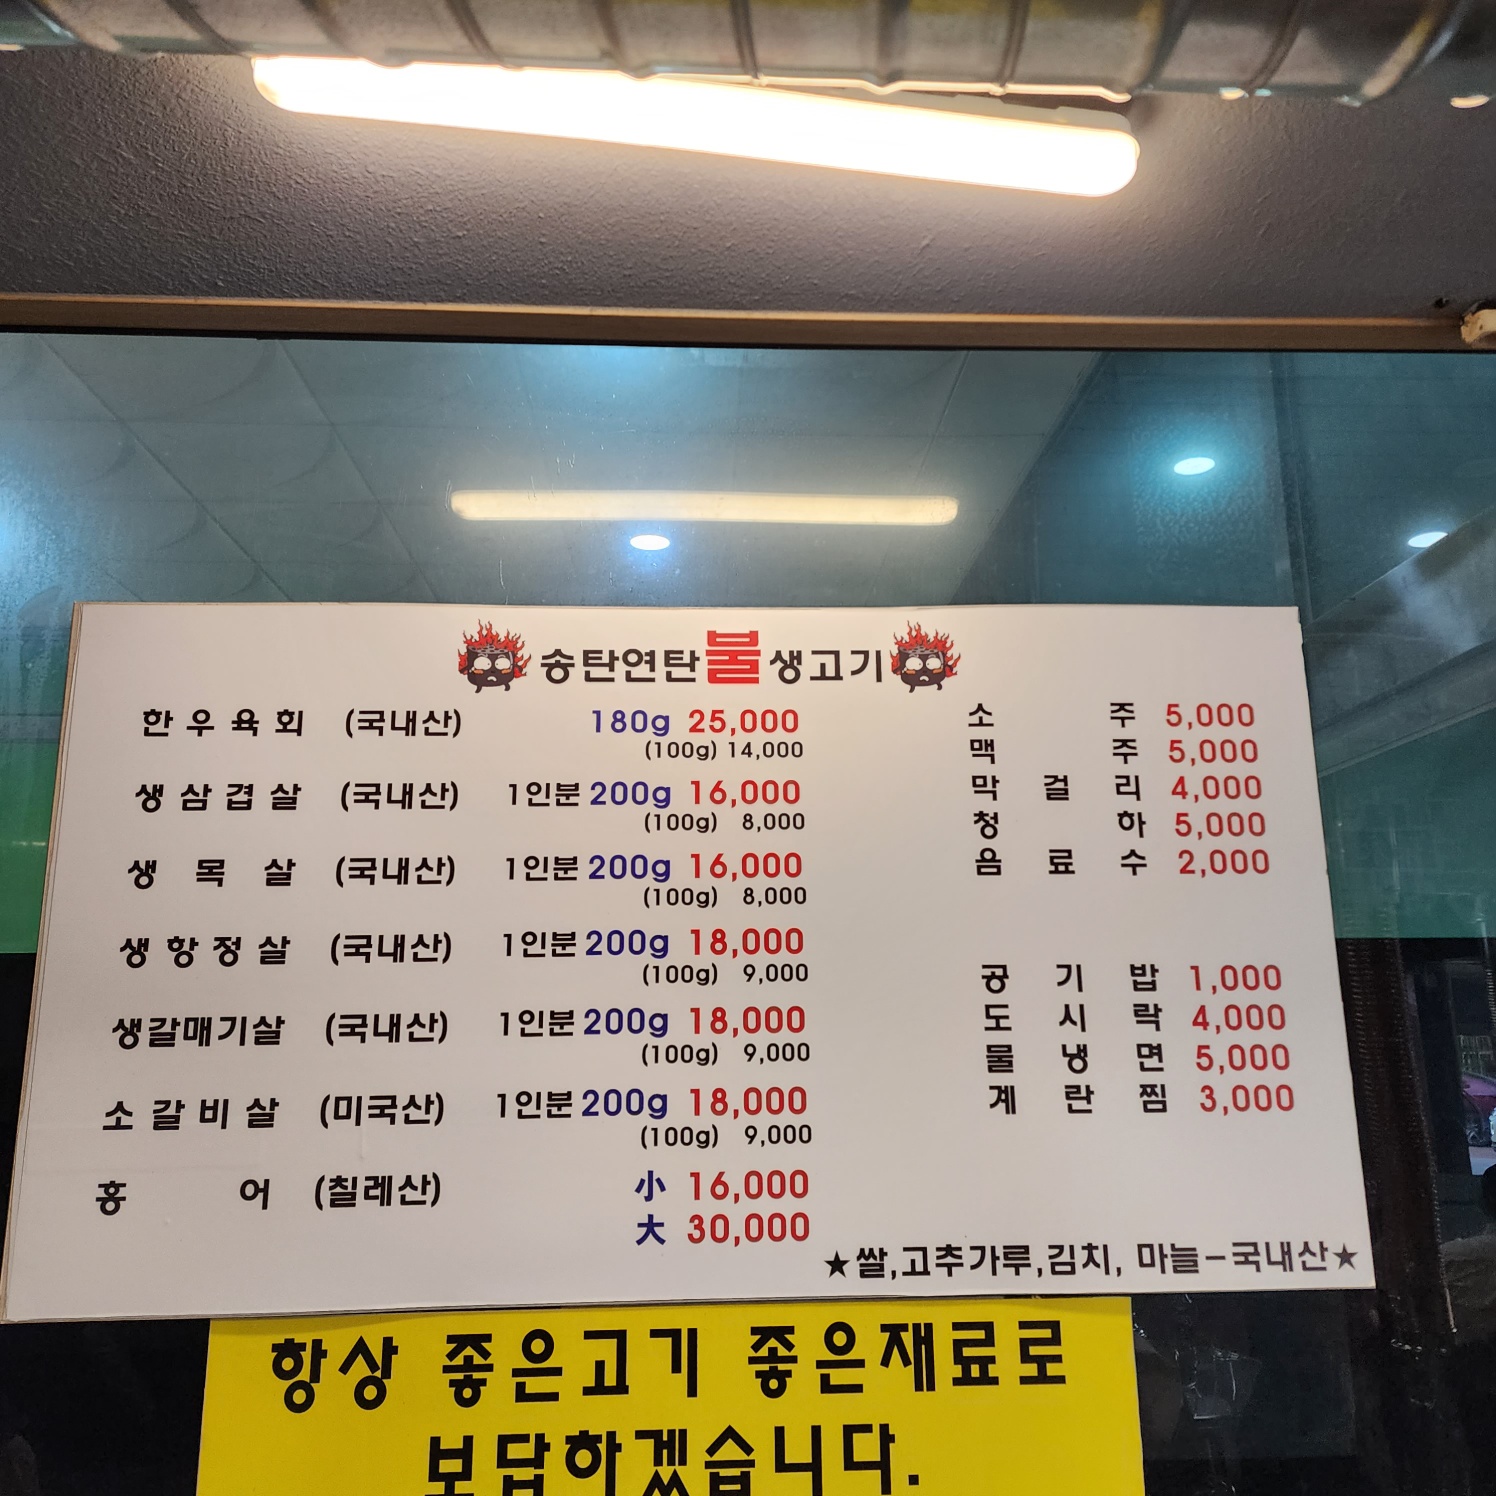 송탄연탄불생고기
한우육회 (국내산) 180g 25,000
(100g) 14,000
생삼겹살 (국내산) 1인분 200g 16,000
(100g) 8,000
생목살 (국내산) 1인분 200g 16,000
(100g) 8,000
생항정살 (국내산) 1인분 200g 18,000
(100g) 9,000
생갈매기살 (국내산) 1인분 200g 18,000
(100g) 9,000
소갈비살 (미국산) 1인분 200g 18,000
(100g) 9,000
홍어 (칠레산) 小 16,000
大 30,000
소주 5,000
맥주 5,000
막걸리 4,000
청하 5,000
음료수 2,000
공기밥 1,000
도시락 4,000
물냉면 5,000
계란찜 3,000
★쌀,고추가루,김치, 마늘-국내산★
항상 좋은고기 좋은재료로
보답하겠습니다.